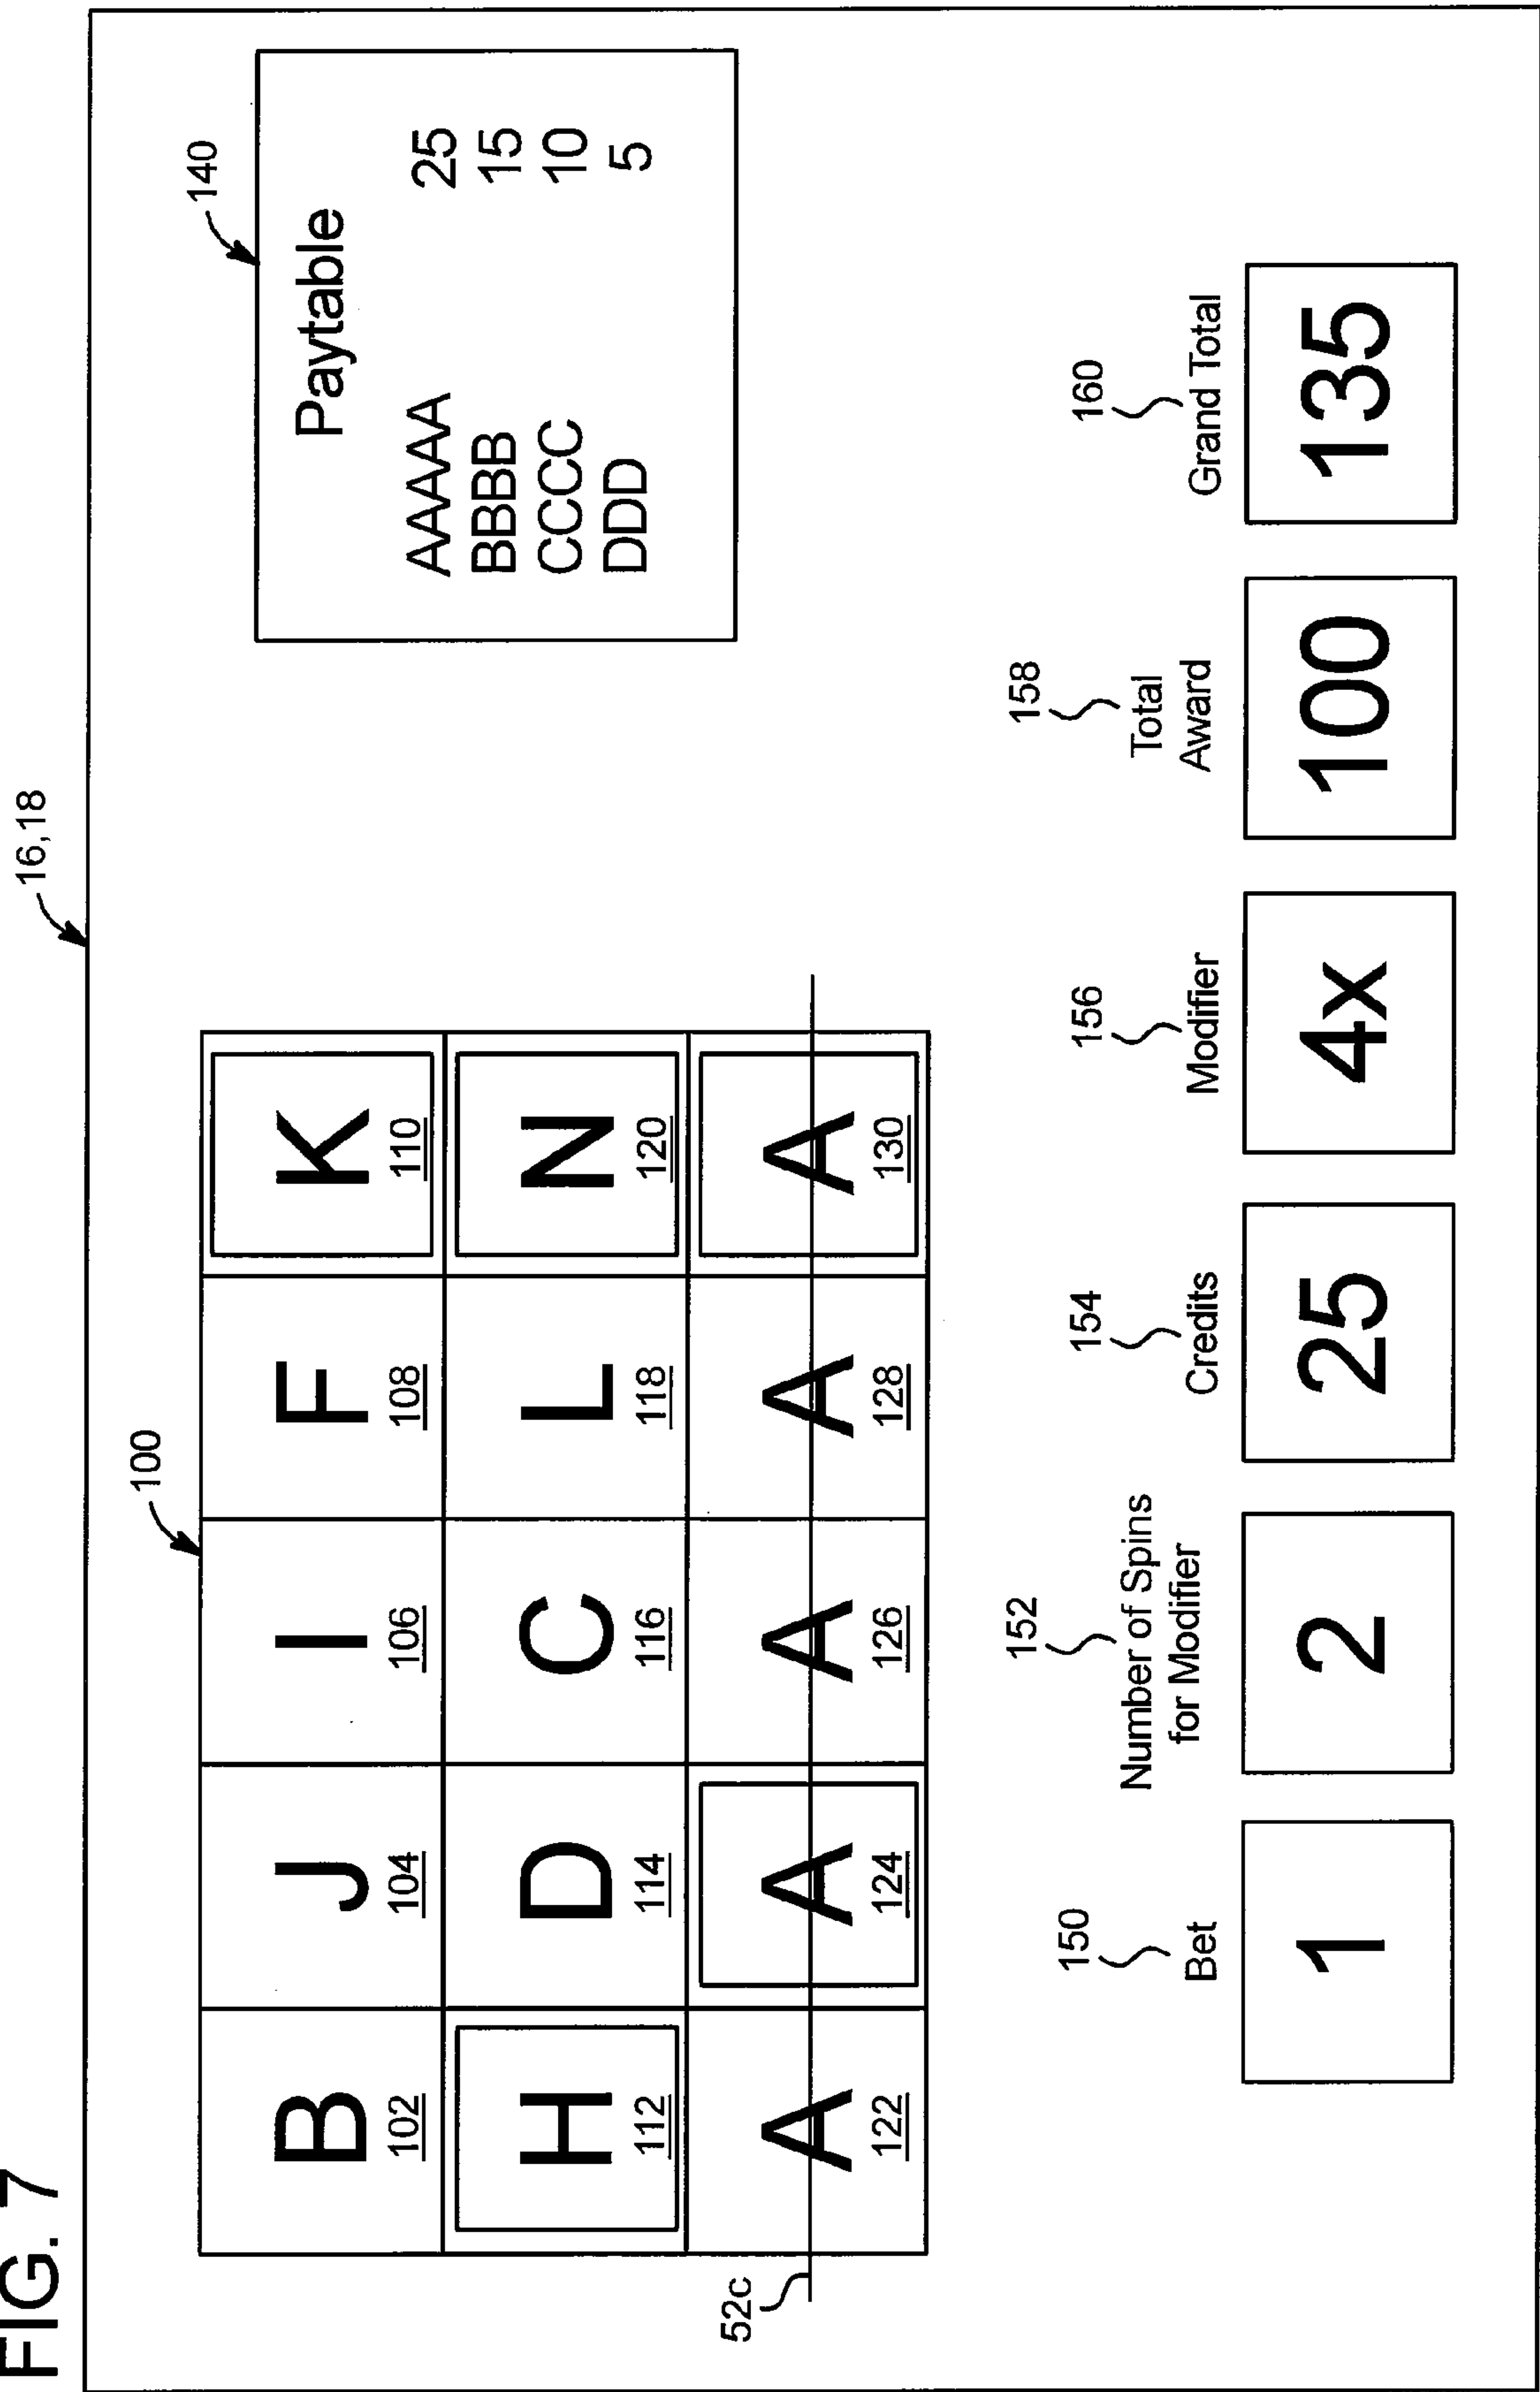 FIG. 7
16,18
100
140
B J I F K
102 104 106 108 110
H D C L N
112 114 116 118 120
A A A A A
122 124 126 128 130
52c
Paytable
AAAAA 25
BBBB 15
CCCC 10
DDD 5
150
Bet
1
152
Number of Spins
for Modifier
2
154
Credits
25
156
Modifier
4x
158
Total
Award
100
160
Grand Total
135